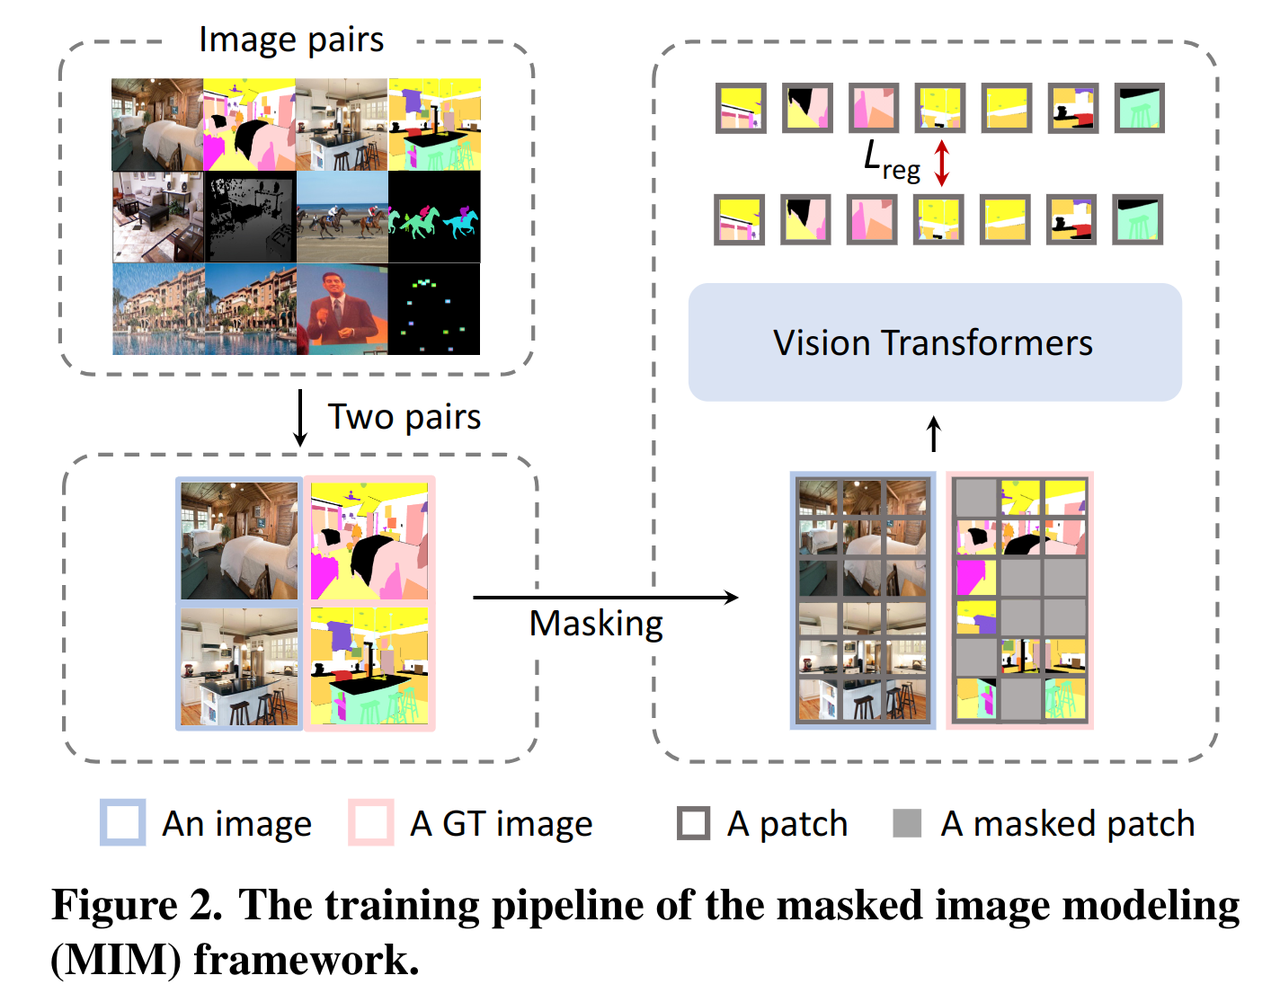 Image pairs
Two pairs
Masking
L reg
Vision Transformers
An image
A GT image
A patch
A masked patch
Figure 2. The training pipeline of the masked image modeling
(MIM) framework.